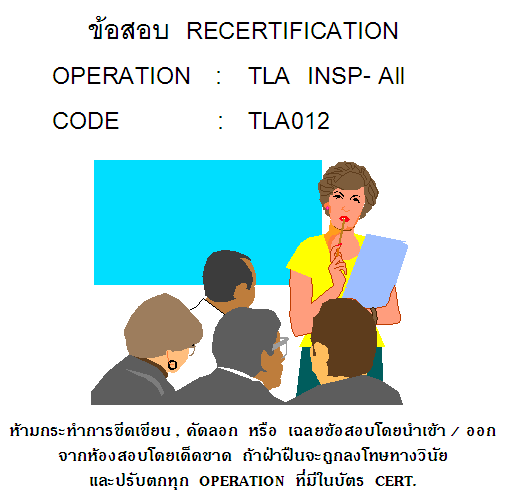 ข้อสอบ RECERTIFICATION
OPERATION : TLA INSP- All
CODE : TLA012
ห้ามกระทำการขีดเขียน , คัดลอก หรือ เฉลยข้อสอบโดยนำเข้า / ออก
จากห้องสอบโดยเด็ดขาด ถ้าฝ่าฝืนจะถูกลงโทษทางวินัย
และปรับตกทุก OPERATION ที่มีในบัตร CERT.